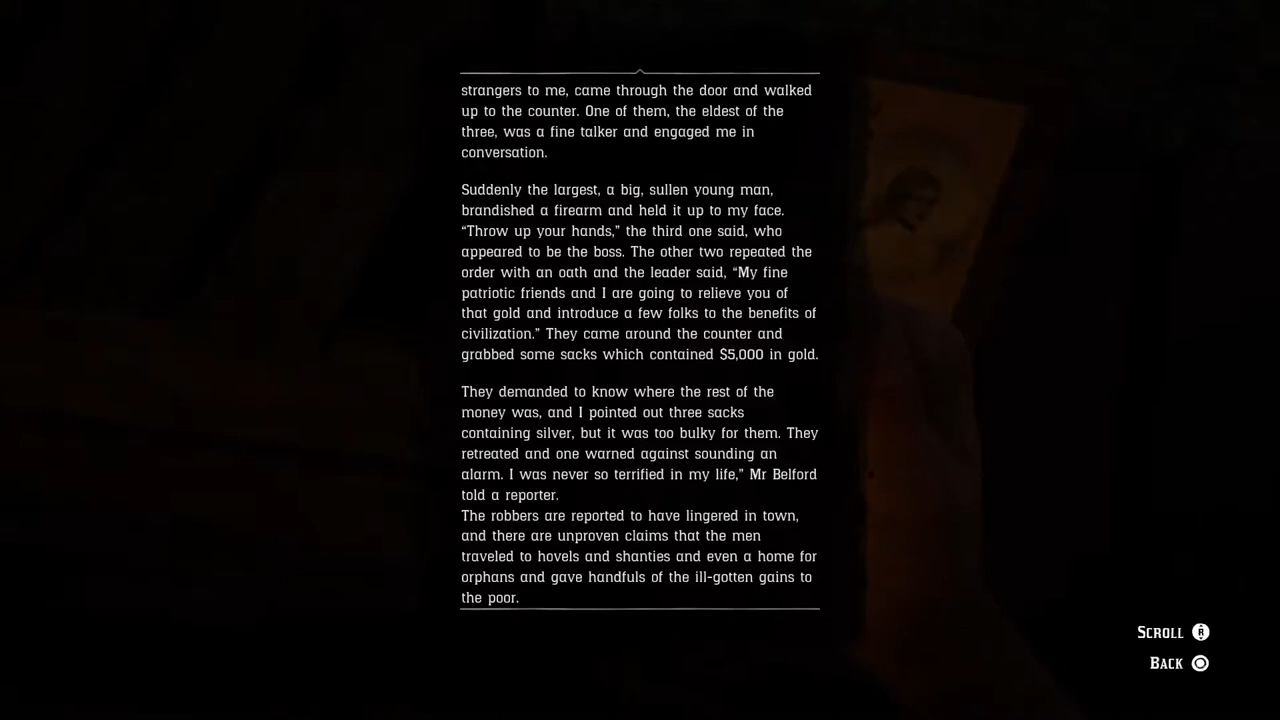 strangers to me, came through the door and walked
up to the counter. One of them, the eldest of the
three, was a fine talker and engaged me in
conversation.
Suddenly the largest, a big, sullen young man,
brandished a firearm and held it up to my face.
“Throw up your hands,” the third one said, who
appeared to be the boss. The other two repeated the
order with an oath and the leader said, “My fine
patriotic friends and I are going to relieve you of
that gold and introduce a few folks to the benefits of
civilization.” They came around the counter and
grabbed some sacks which contained $5,000 in gold.
They demanded to know where the rest of the
money was, and I pointed out three sacks
containing silver, but it was too bulky for them. They
retreated and one warned against sounding an
alarm. I was never so terrified in my life,” Mr Belford
told a reporter.
The robbers are reported to have lingered in town,
and there are unproven claims that the men
traveled to hovels and shanties and even a home for
orphans and gave handfuls of the ill-gotten gains to
the poor.
Scroll R
Back